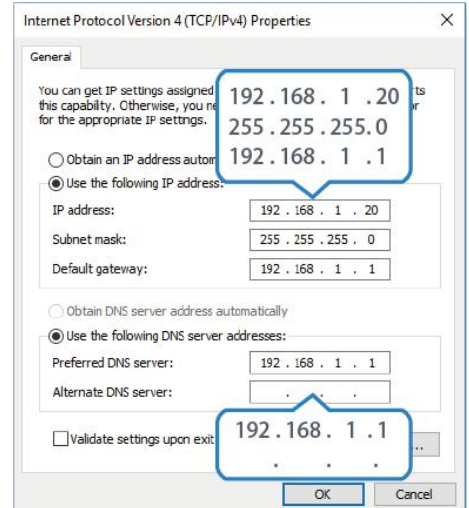 Internet Protocol Version 4 (TCP/IPv4) Properties
General
You can get IP settings assigned
this capability. Otherwise, you ne
for the appropriate IP settings.
192.168. 1 .20
255.255.255.0
192.168. 1 .1
Obtain an IP address autom
Use the following IP address:
IP address: 192 . 168 . 1 . 20
Subnet mask: 255 . 255 . 255 . 0
Default gateway: 192 . 168 . 1 . 1
Obtain DNS server address automatically
Use the following DNS server addresses:
Preferred DNS server: 192 . 168 . 1 . 1
Alternate DNS server: . . .
Validate settings upon exit
192.168. 1 .1
. . .
...
OK Cancel